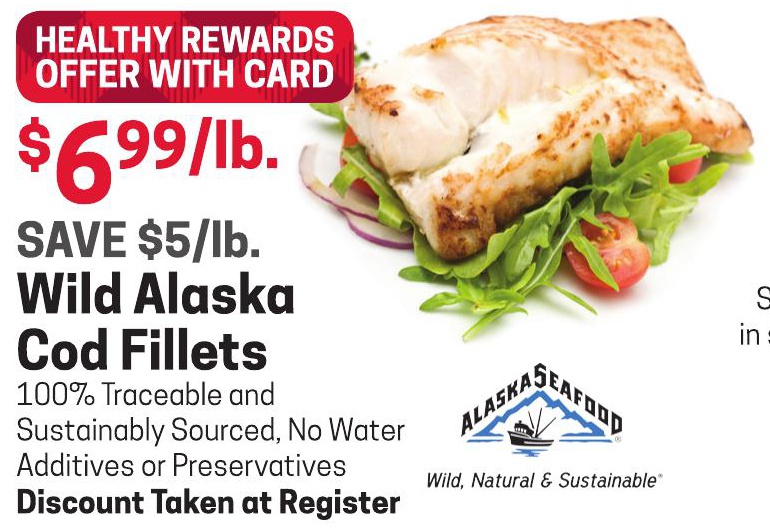 HEALTHY REWARDS
OFFER WITH CARD
$6.99/lb.
SAVE $5/lb.
Wild Alaska
Cod Fillets
100% Traceable and
Sustainably Sourced, No Water
Additives or Preservatives
Discount Taken at Register
ALASKA SEAFOOD®
Wild, Natural & Sustainable®
in